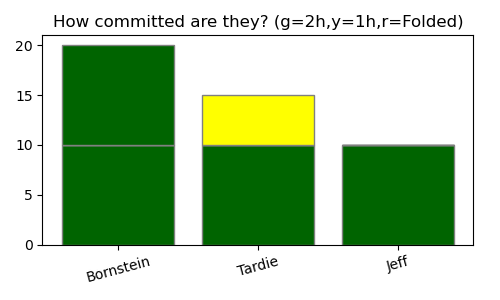 How committed are they? (g=2h,y=1h,r=Folded)
20
15
10
5
0
Bornstein
Tardie
Jeff